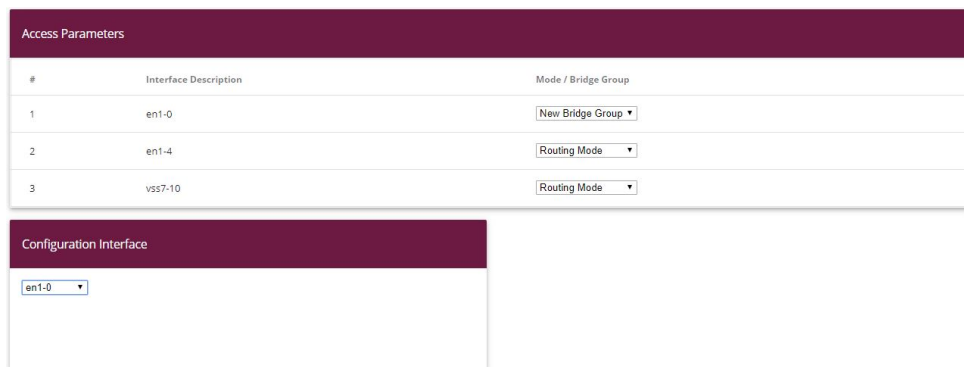 Access Parameters
# Interface Description Mode / Bridge Group
1 en1-0 New Bridge Group
2 en1-4 Routing Mode
3 vss7-10 Routing Mode
Configuration Interface
en1-0